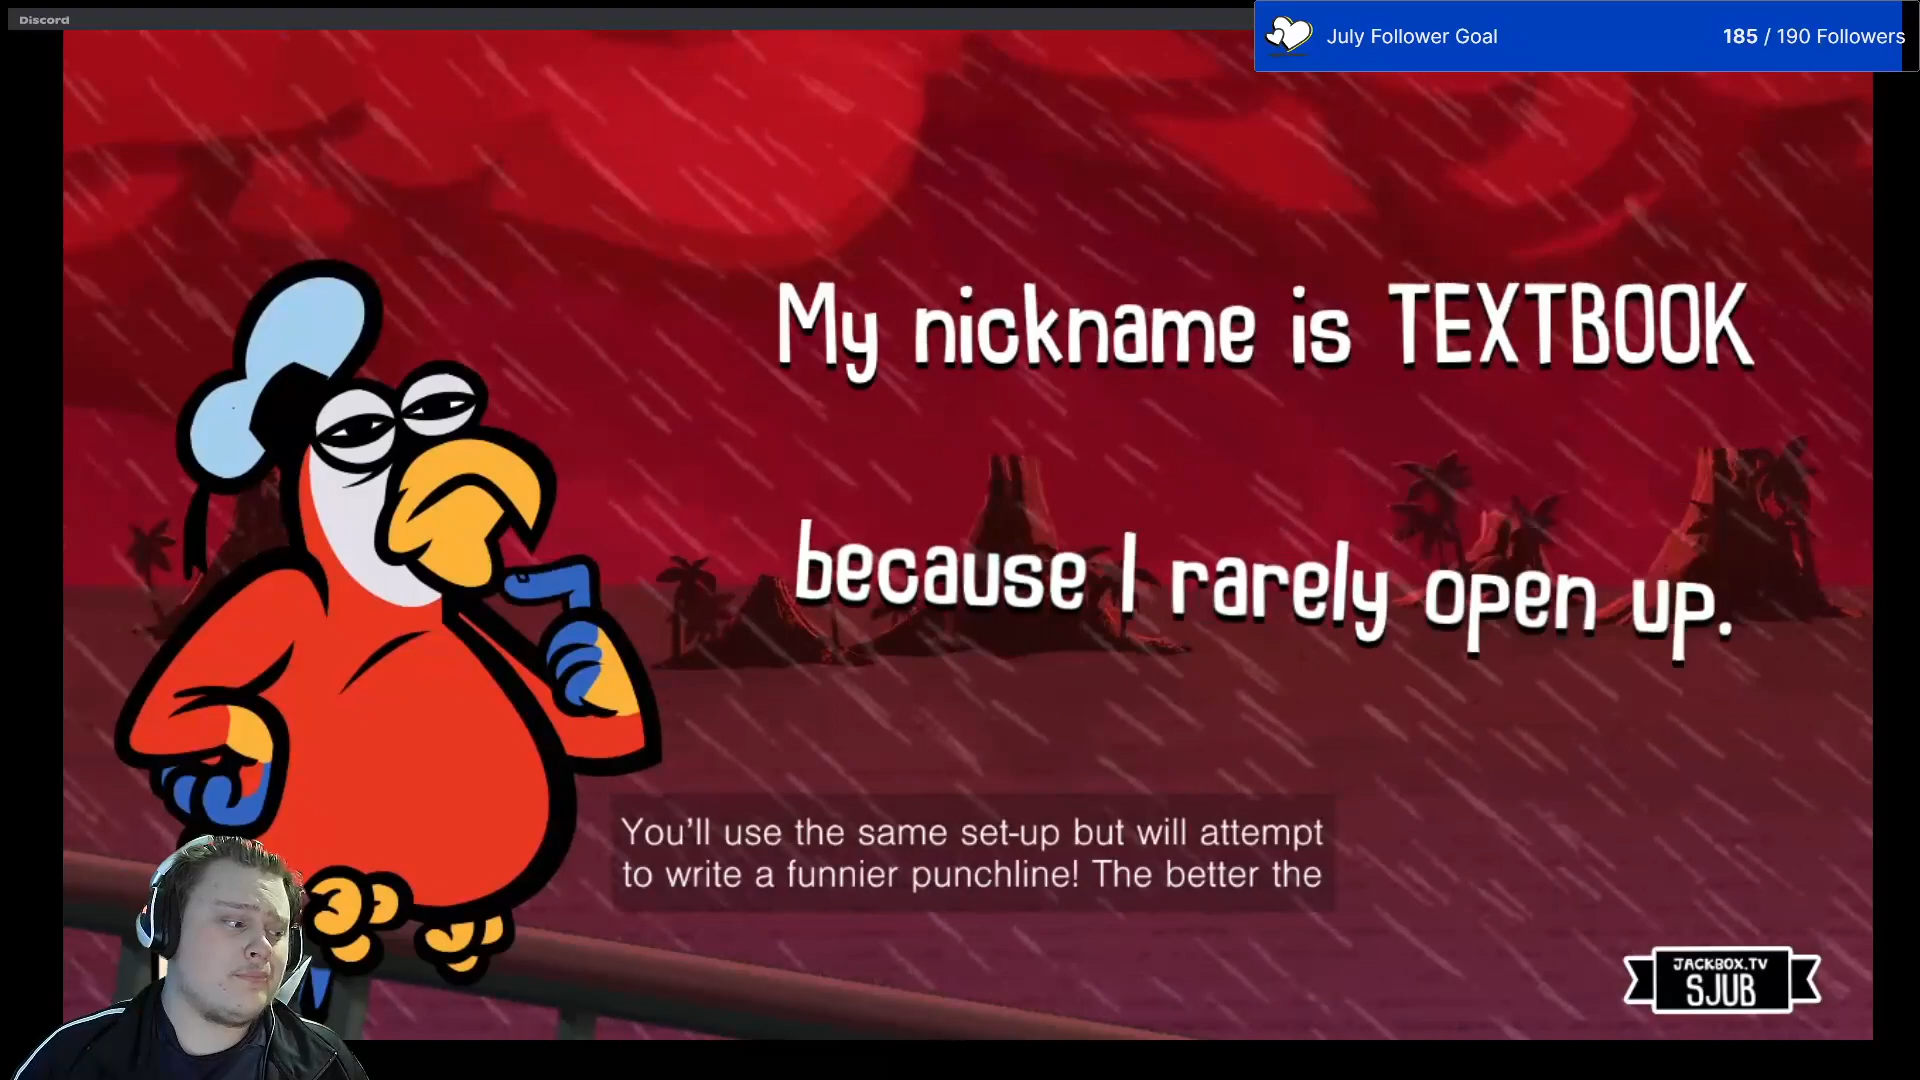 Discord
July Follower Goal
185 / 190 Followers
My nickname is TEXTBOOK
because I rarely open up.
You'll use the same set-up but will attempt
to write a funnier punchline! The better the
JACKBOX.TV
SJUB